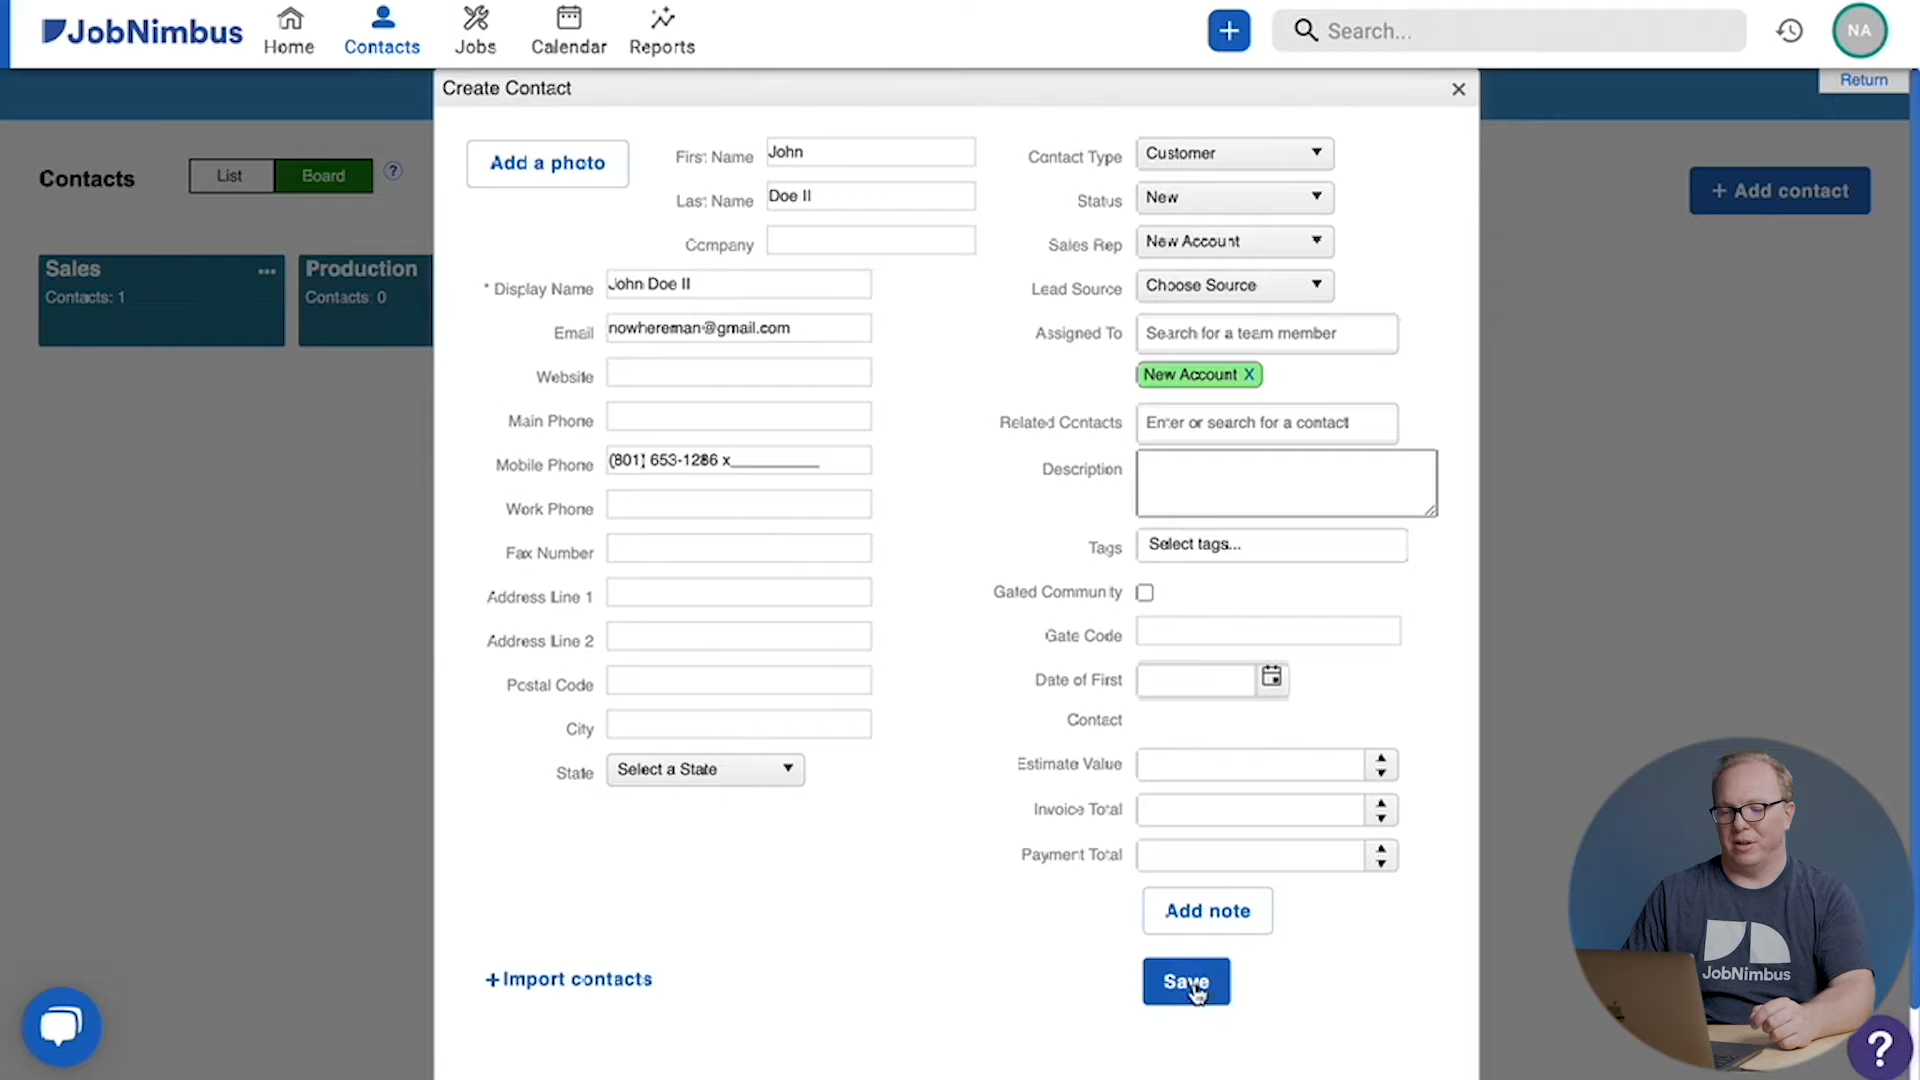 JobNimbus
Home
Contacts
Jobs
Calendar
Reports
Search...
NA
Return
Create Contact
Contacts
List
Board
?
+ Add contact
Sales
Contacts: 1
Production
Contacts: 0
Add a photo
First Name
John
Last Name
Doe II
Company
* Display Name
John Doe II
Email
nowhereman@gmail.com
Website
Main Phone
Mobile Phone
(801) 653-1286 x__________
Work Phone
Fax Number
Address Line 1
Address Line 2
Postal Code
City
State
Select a State
Contact Type
Customer
Status
New
Sales Rep
New Account
Lead Source
Choose Source
Assigned To
Search for a team member
New Account X
Related Contacts
Enter or search for a contact
Description
Tags
Select tags...
Gated Community
Gate Code
Date of First
Contact
Estimate Value
Invoice Total
Payment Total
Add note
+Import contacts
Save
JobNimbus
?